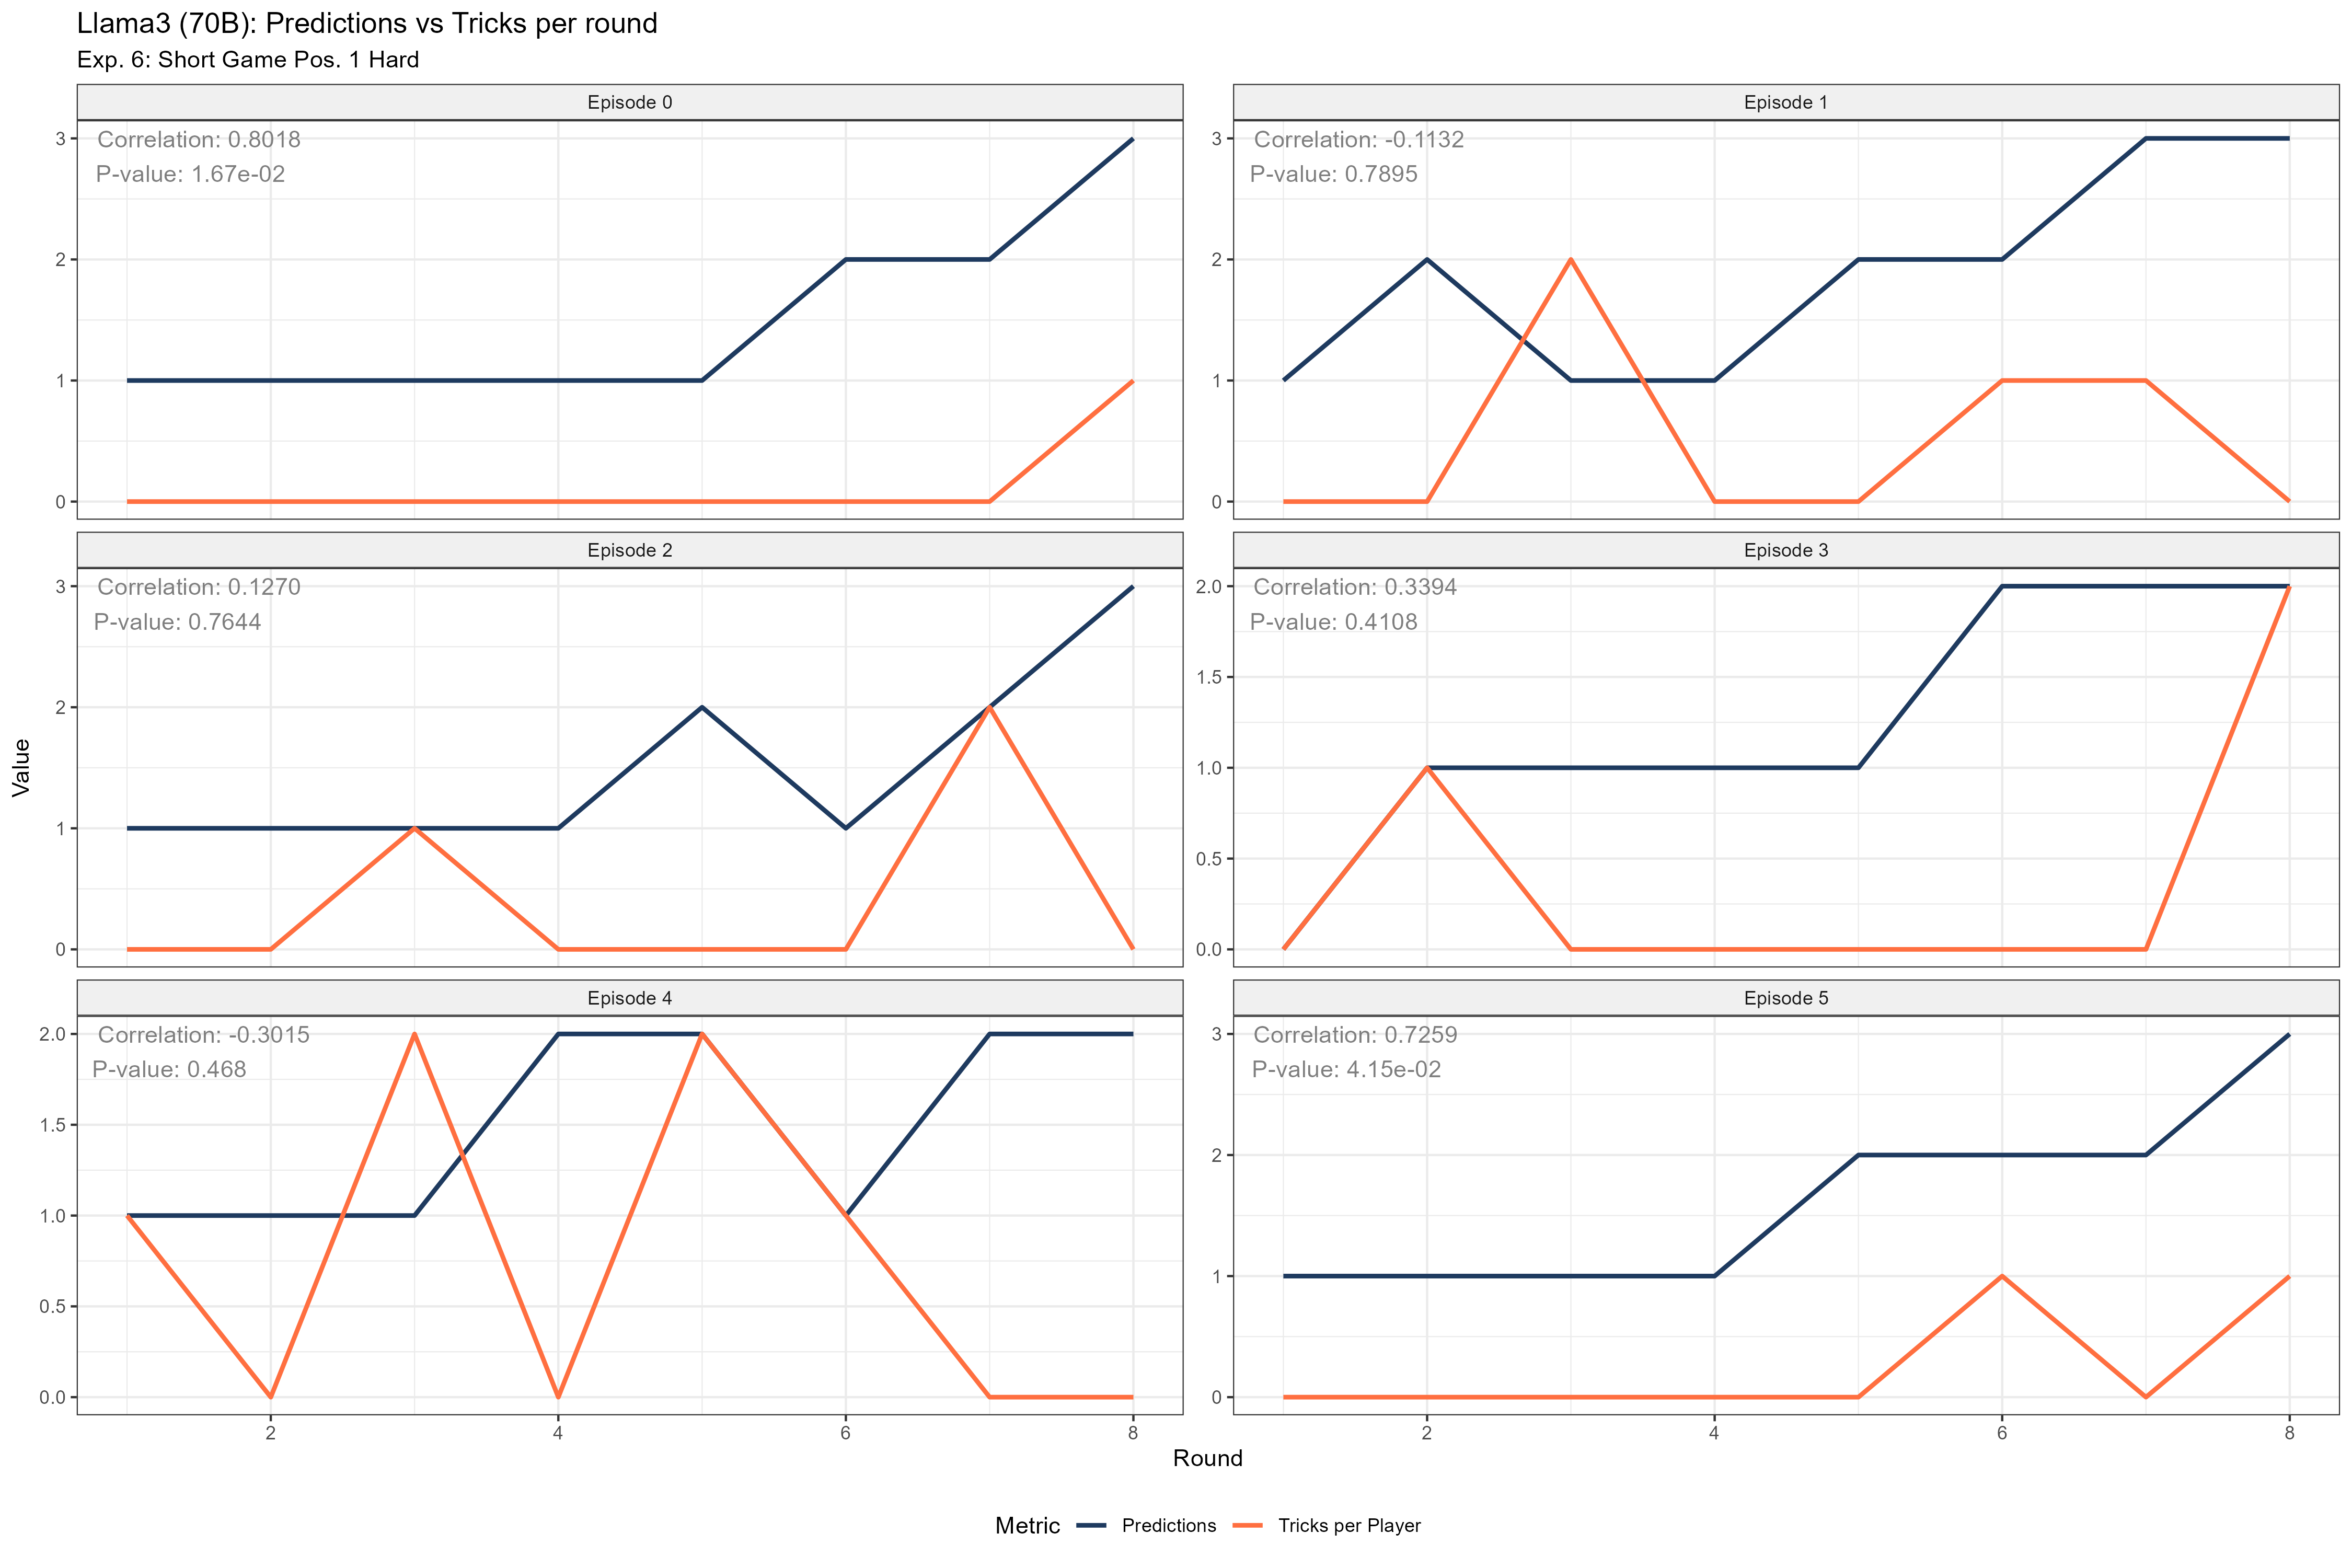 Llama3 (70B): Predictions vs Tricks per round
Exp. 6: Short Game Pos. 1 Hard
Episode 0
Correlation: 0.8018
P-value: 1.67e-02
3
2
1
0
Episode 1
Correlation: -0.1132
P-value: 0.7895
3
2
1
0
Episode 2
Correlation: 0.1270
P-value: 0.7644
3
2
1
0
Episode 3
Correlation: 0.3394
P-value: 0.4108
2.0
1.5
1.0
0.5
0.0
Episode 4
Correlation: -0.3015
P-value: 0.468
2.0
1.5
1.0
0.5
0.0
2 4 6 8
Episode 5
Correlation: 0.7259
P-value: 4.15e-02
3
2
1
0
2 4 6 8
Value
Round
Metric Predictions Tricks per Player